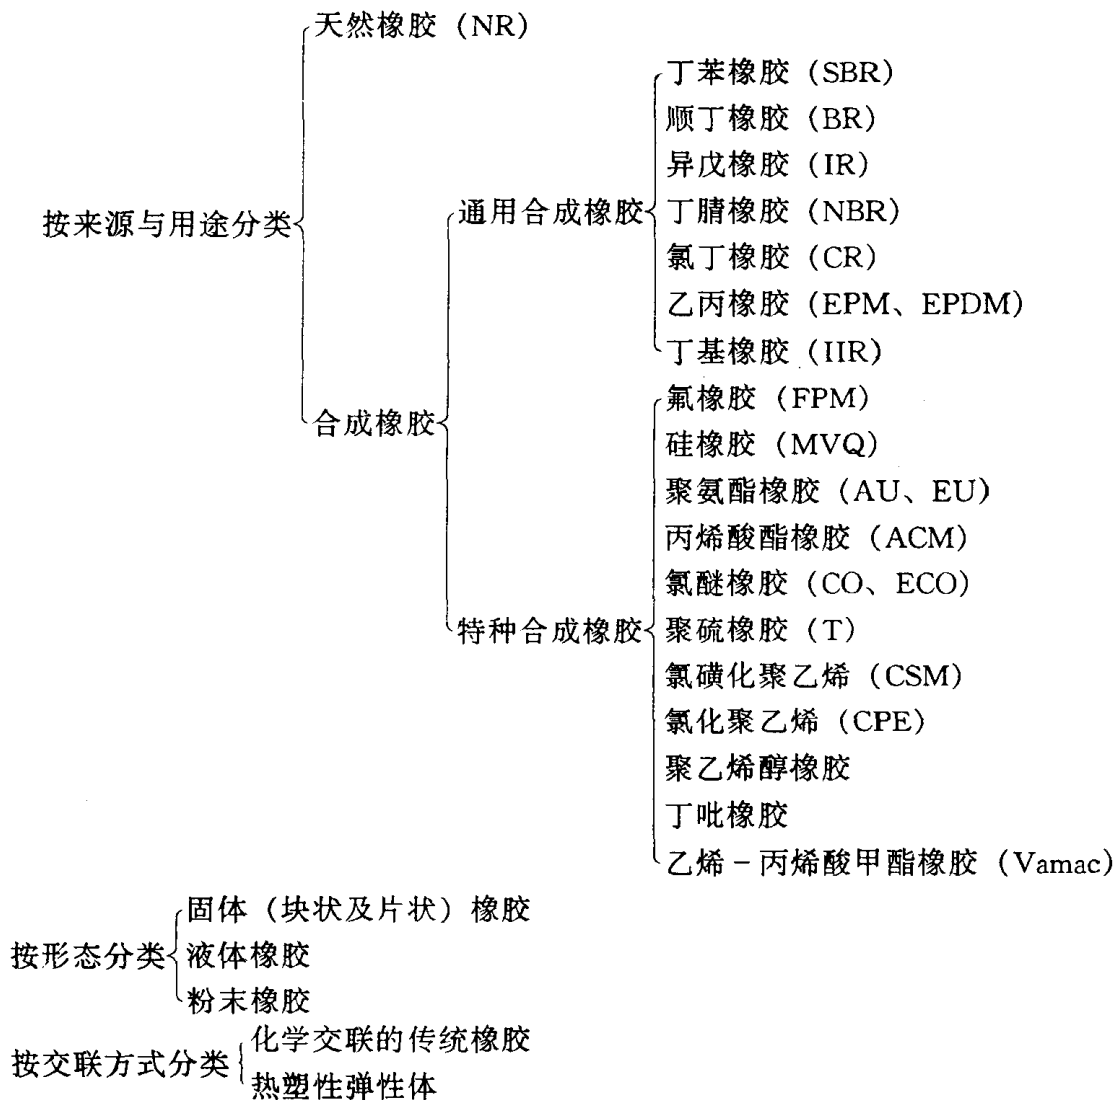 天然橡胶（NR）
丁苯橡胶（SBR）
顺丁橡胶（BR）
异戊橡胶（IR）
按来源与用途分类
通用合成橡胶
丁腈橡胶（NBR）
氯丁橡胶（CR）
乙丙橡胶（EPM、EPDM）
丁基橡胶（IIR）
合成橡胶
氟橡胶（FPM）
硅橡胶（MVQ）
聚氨酯橡胶（AU、EU）
丙烯酸酯橡胶（ACM）
氯醚橡胶（CO、ECO）
特种合成橡胶
聚硫橡胶（T）
氯磺化聚乙烯（CSM）
氯化聚乙烯（CPE）
聚乙烯醇橡胶
丁吡橡胶
乙烯－丙烯酸甲酯橡胶（Vamac）
按形态分类
固体（块状及片状）橡胶
液体橡胶
粉末橡胶
按交联方式分类
化学交联的传统橡胶
热塑性弹性体